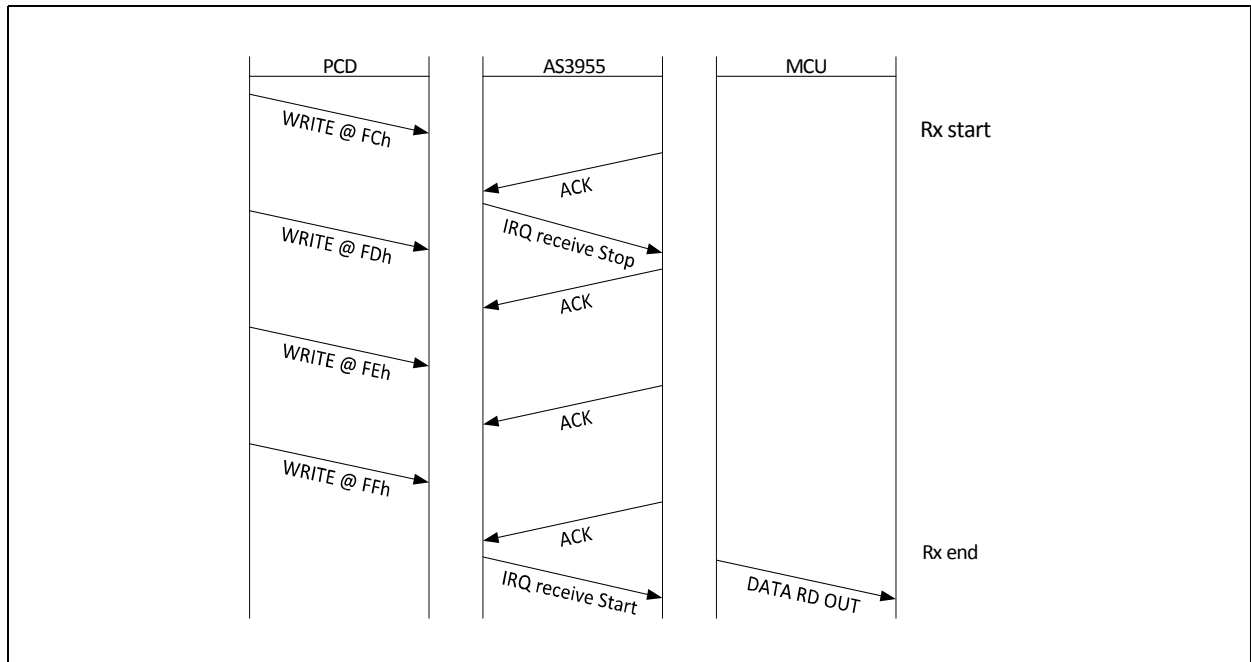 PCD AS3955 MCU
WRITE @ FCh
Rx start
ACK
IRQ receive Stop
WRITE @ FDh
ACK
WRITE @ FEh
ACK
WRITE @ FFh
ACK
Rx end
IRQ receive Start
DATA RD OUT